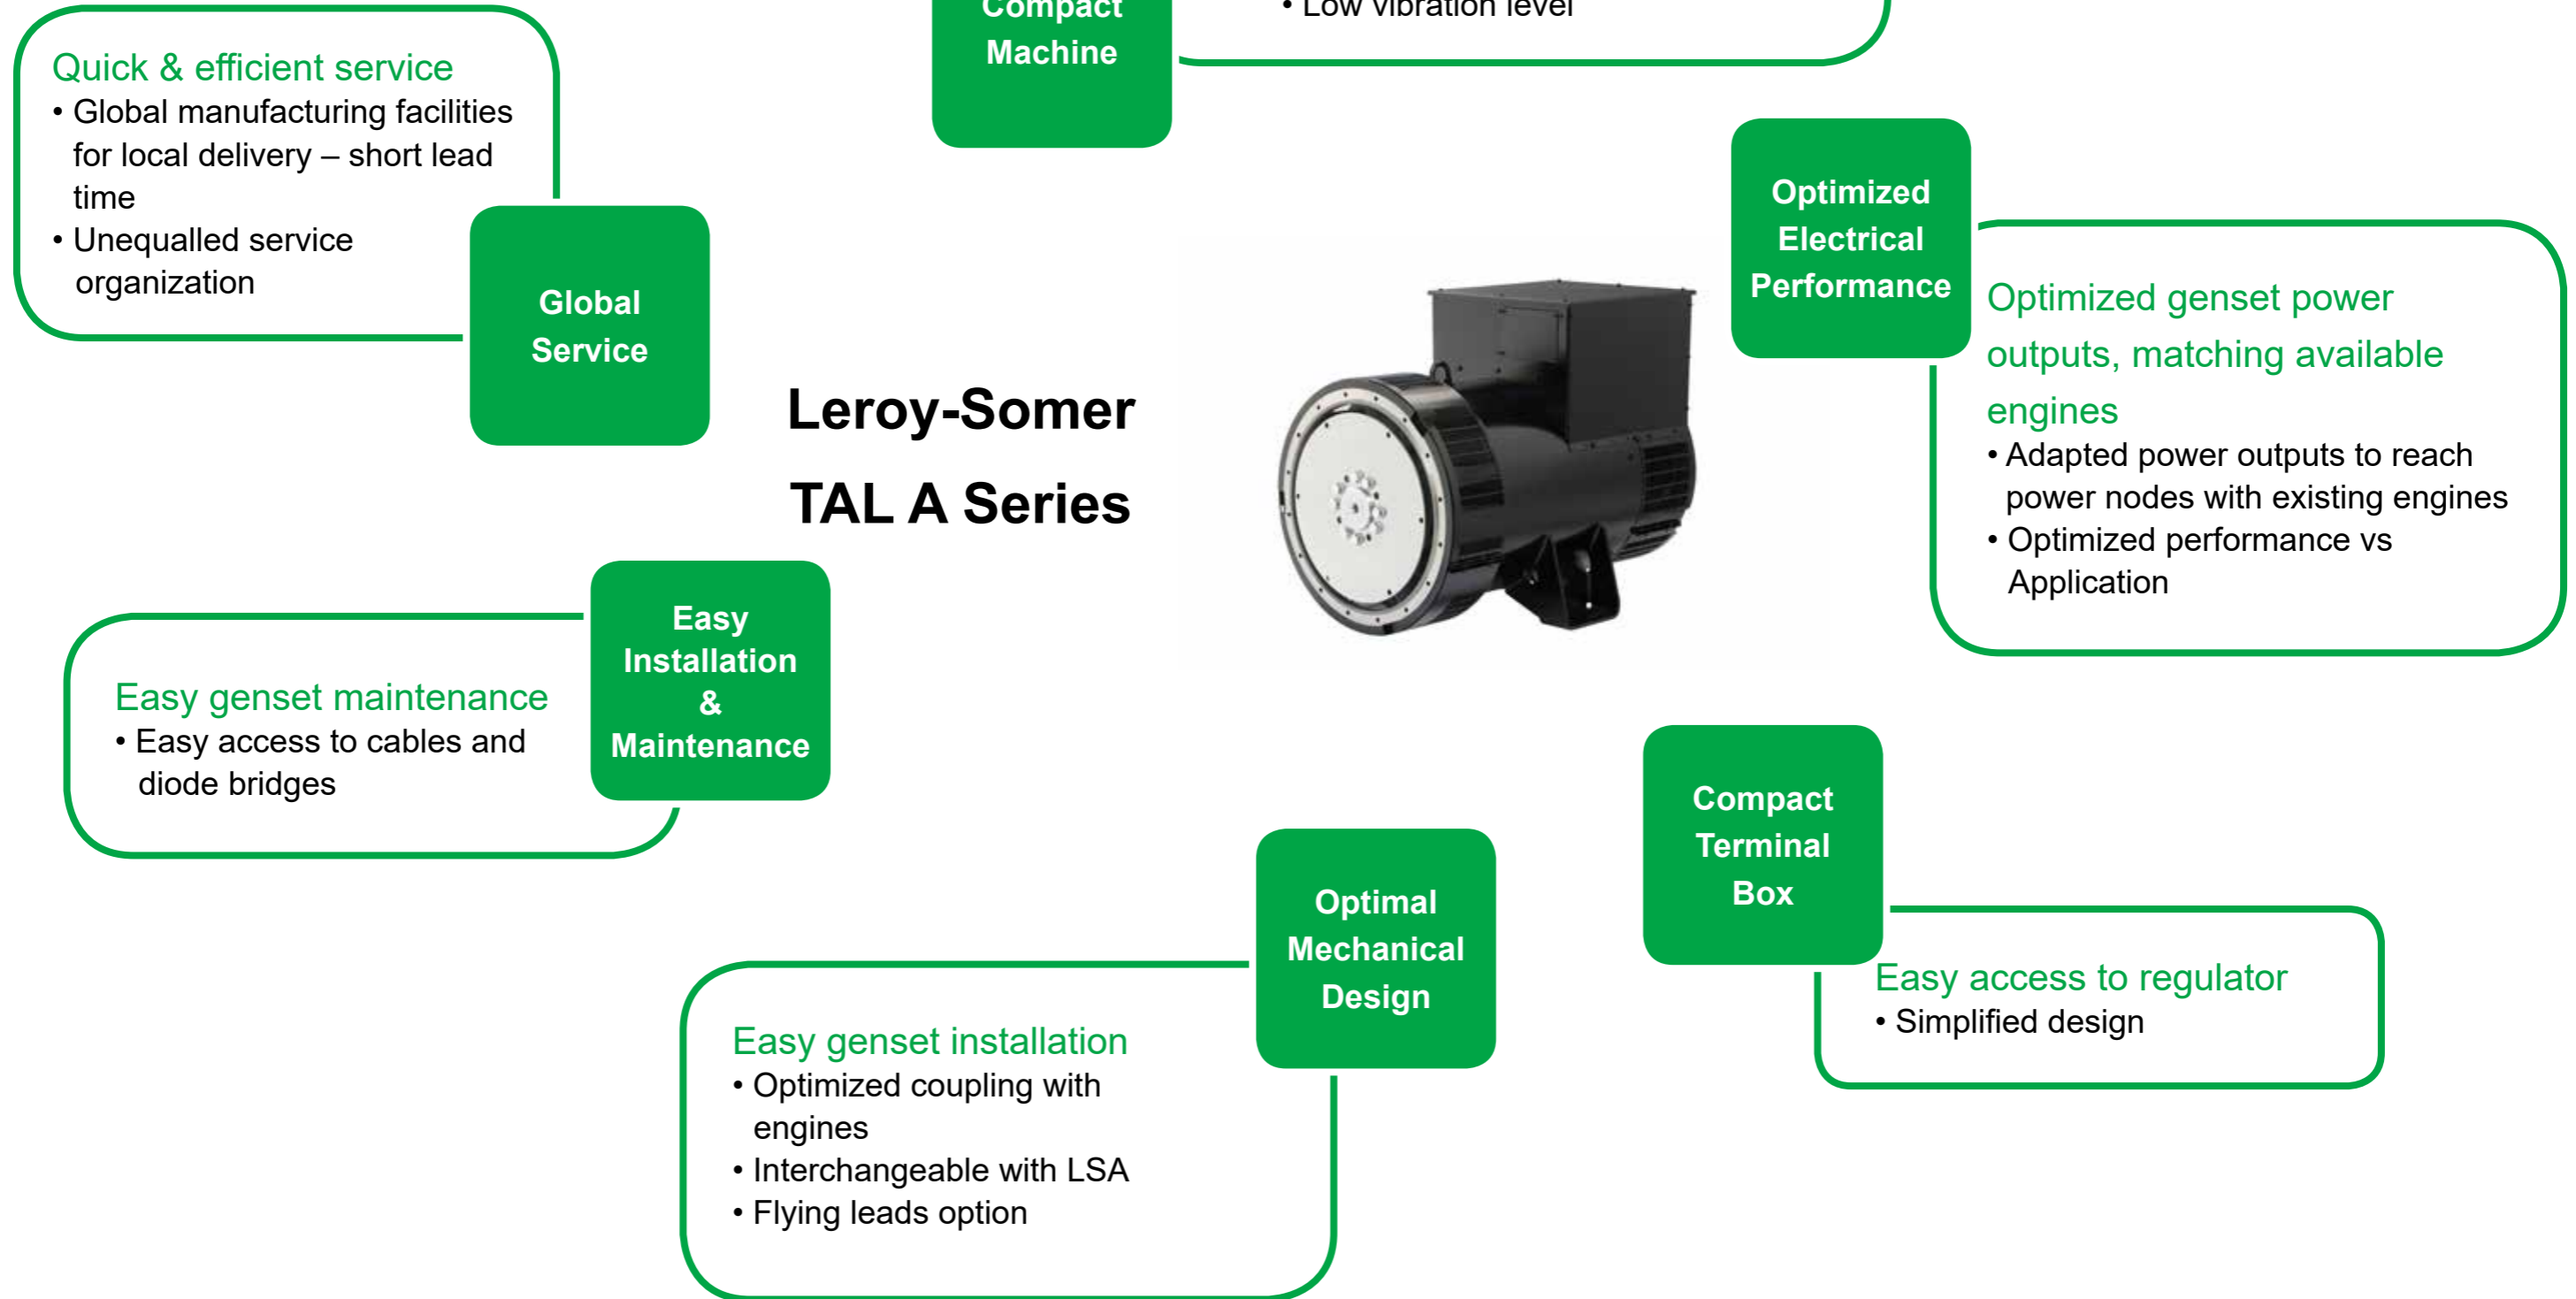 Compact
Machine
• Low vibration level
Quick & efficient service
• Global manufacturing facilities
for local delivery – short lead
time
• Unequalled service
organization
Global
Service
Optimized
Electrical
Performance
Optimized genset power
outputs, matching available
engines
• Adapted power outputs to reach
power nodes with existing engines
• Optimized performance vs
Application
Leroy-Somer
TAL A Series
Easy
Installation
&
Maintenance
Easy genset maintenance
• Easy access to cables and
diode bridges
Compact
Terminal
Box
Easy access to regulator
• Simplified design
Optimal
Mechanical
Design
Easy genset installation
• Optimized coupling with
engines
• Interchangeable with LSA
• Flying leads option